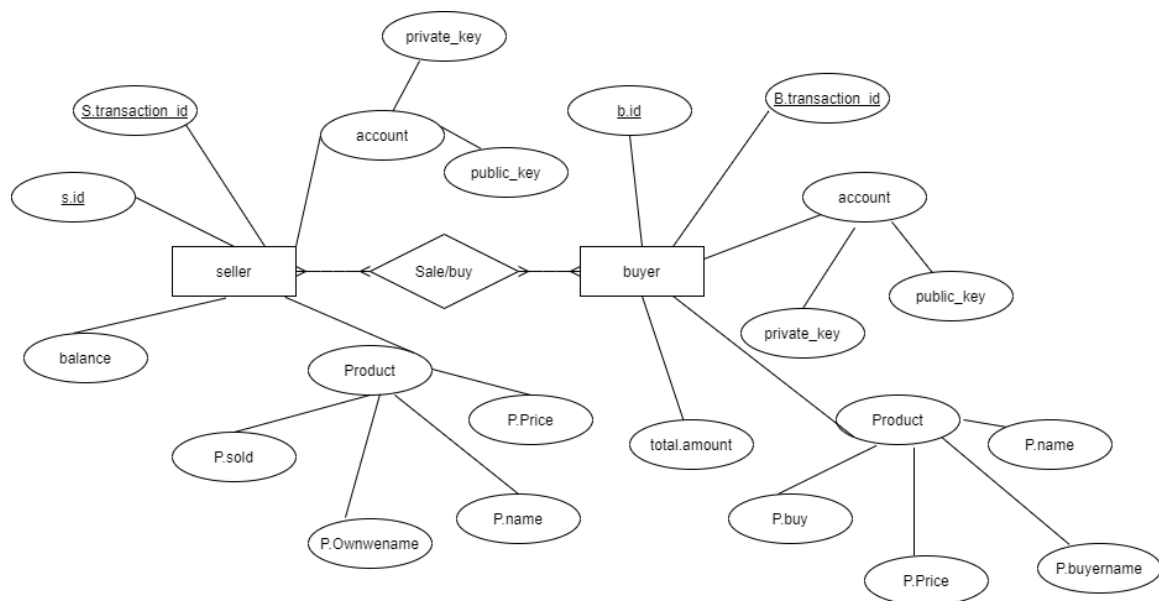 private_key
S.transaction_id
account
b.id
B.transaction_id
public_key
s.id
account
seller
Sale/buy
buyer
public_key
private_key
balance
Product
P.Price
Product
total.amount
P.name
P.sold
P.name
P.buy
P.Ownwename
P.buyername
P.Price